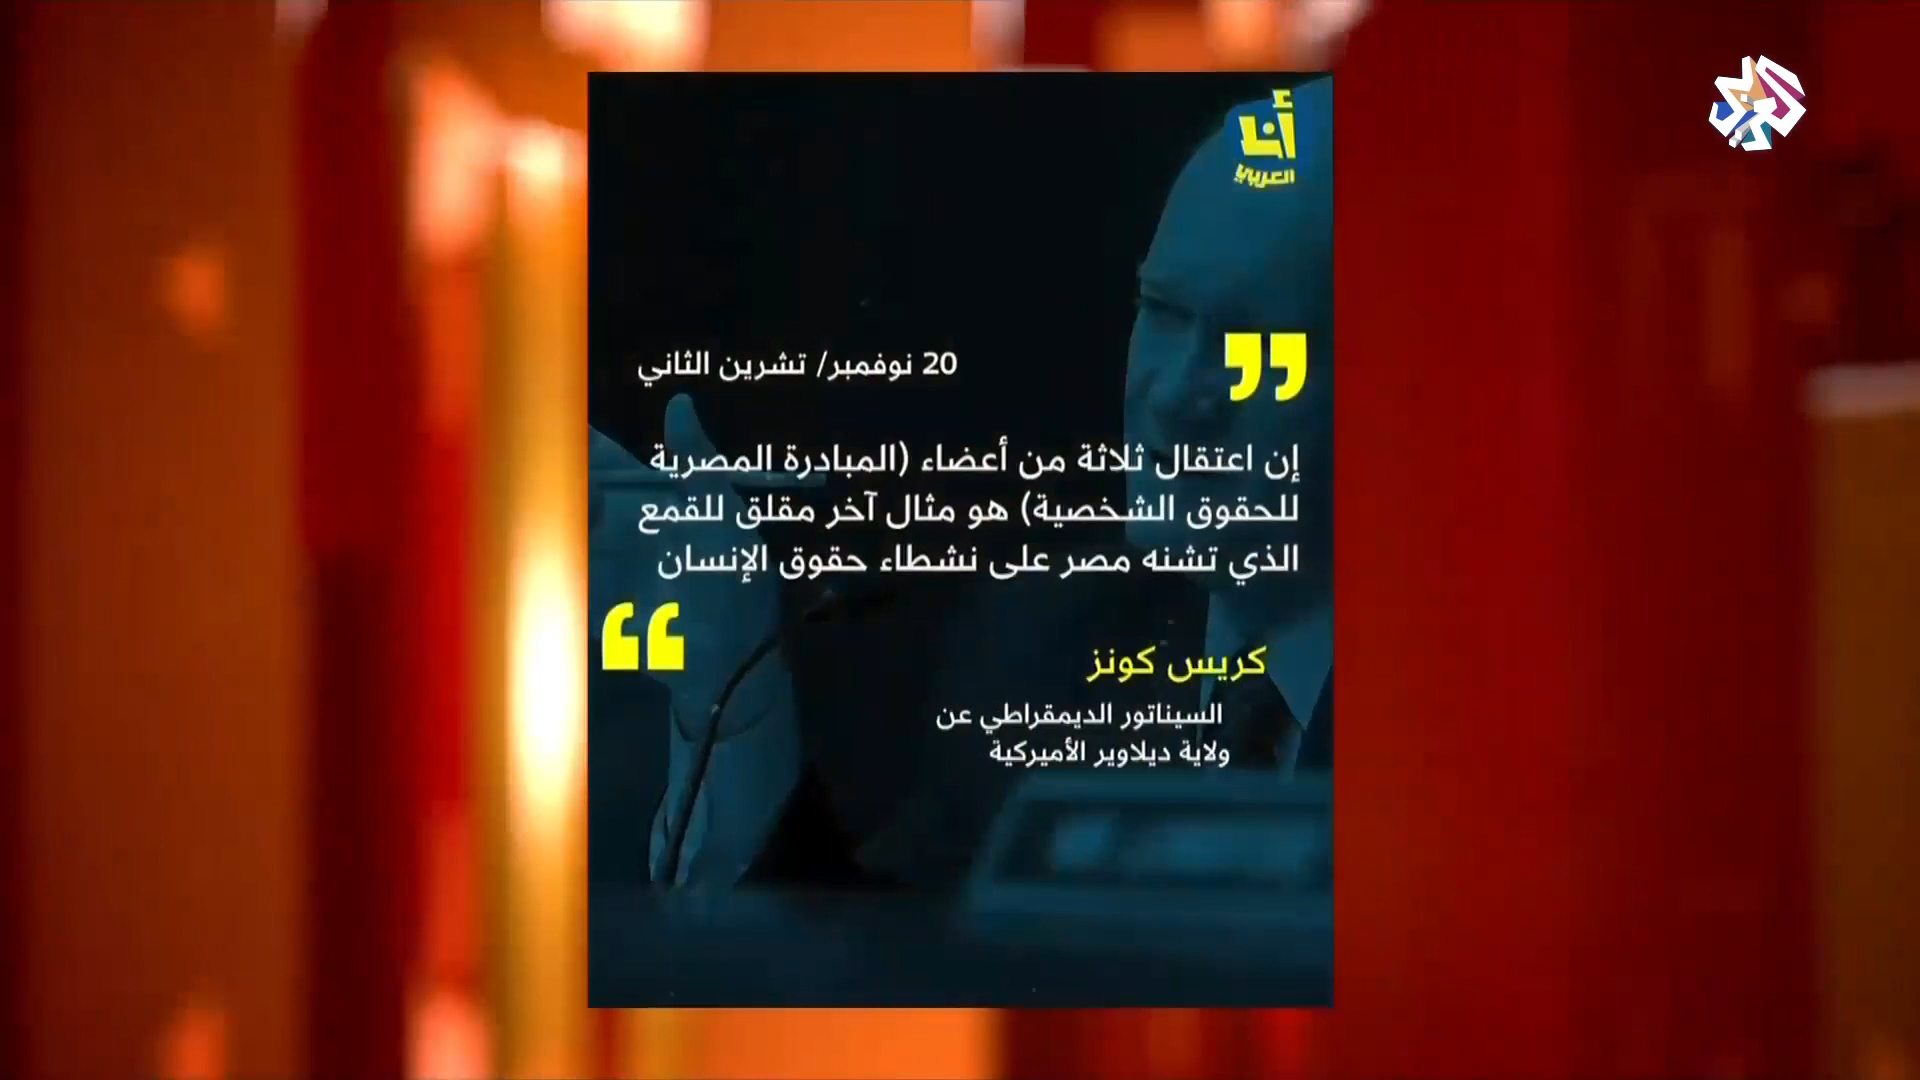 أنا
العربي
20 نوفمبر/ تشرين الثاني
إن اعتقال ثلاثة من أعضاء (المبادرة المصرية
للحقوق الشخصية) هو مثال آخر مقلق للقمع
الذي تشنه مصر على نشطاء حقوق الإنسان
كريس كونز
السيناتور الديمقراطي عن
ولاية ديلاوير الأميركية